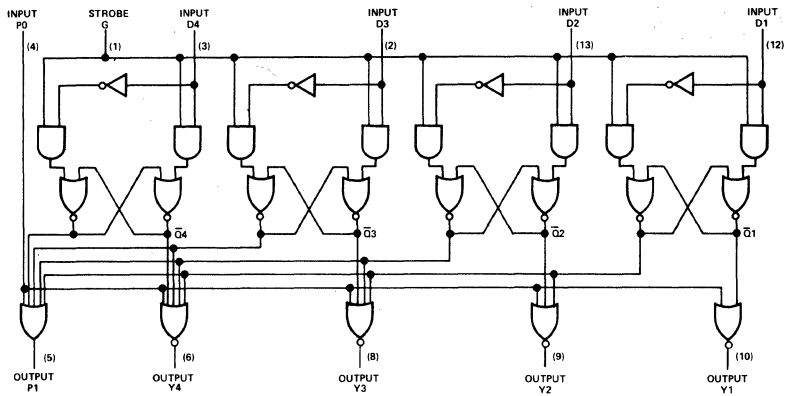 INPUT
P0
STROBE
G
INPUT
D4
INPUT
D3
INPUT
D2
INPUT
D1
(4)
(1)
(3)
(2)
(13)
(12)
Q̅4
Q̅3
Q̅2
Q̅1
(5)
(6)
(8)
(9)
(10)
OUTPUT
P1
OUTPUT
Y4
OUTPUT
Y3
OUTPUT
Y2
OUTPUT
Y1